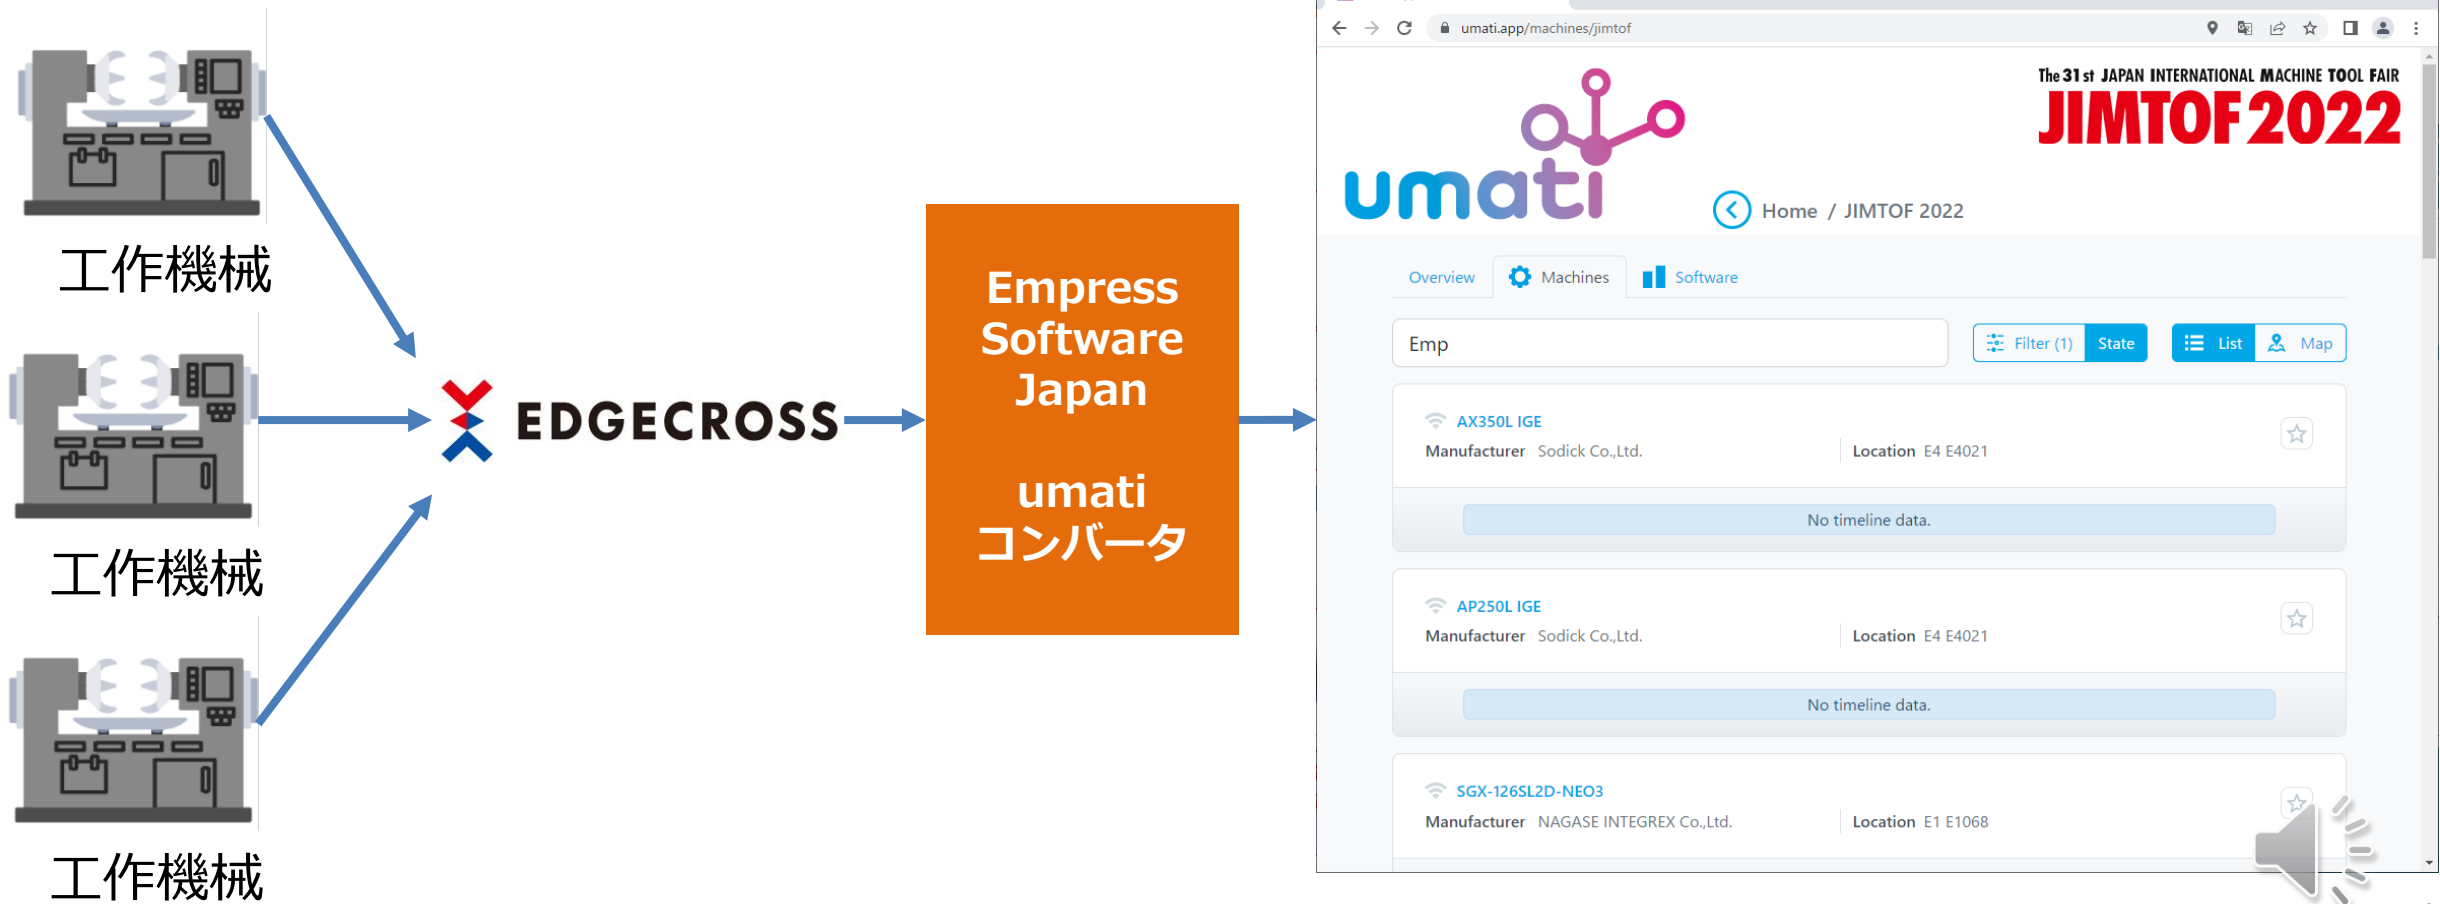 工作機械
工作機械
工作機械
EDGECROSS
Empress
Software
Japan
umati
コンバータ
umati.app/machines/jimtof
The 31st JAPAN INTERNATIONAL MACHINE TOOL FAIR
JIMTOF 2022
umati
Home / JIMTOF 2022
Overview Machines Software
Emp
Filter (1) State List Map
AX350L IGE
Manufacturer Sodick Co.,Ltd. Location E4 E4021
No timeline data.
AP250L IGE
Manufacturer Sodick Co.,Ltd. Location E4 E4021
No timeline data.
SGX-126SL2D-NEO3
Manufacturer NAGASE INTEGREX Co.,Ltd. Location E1 E1068